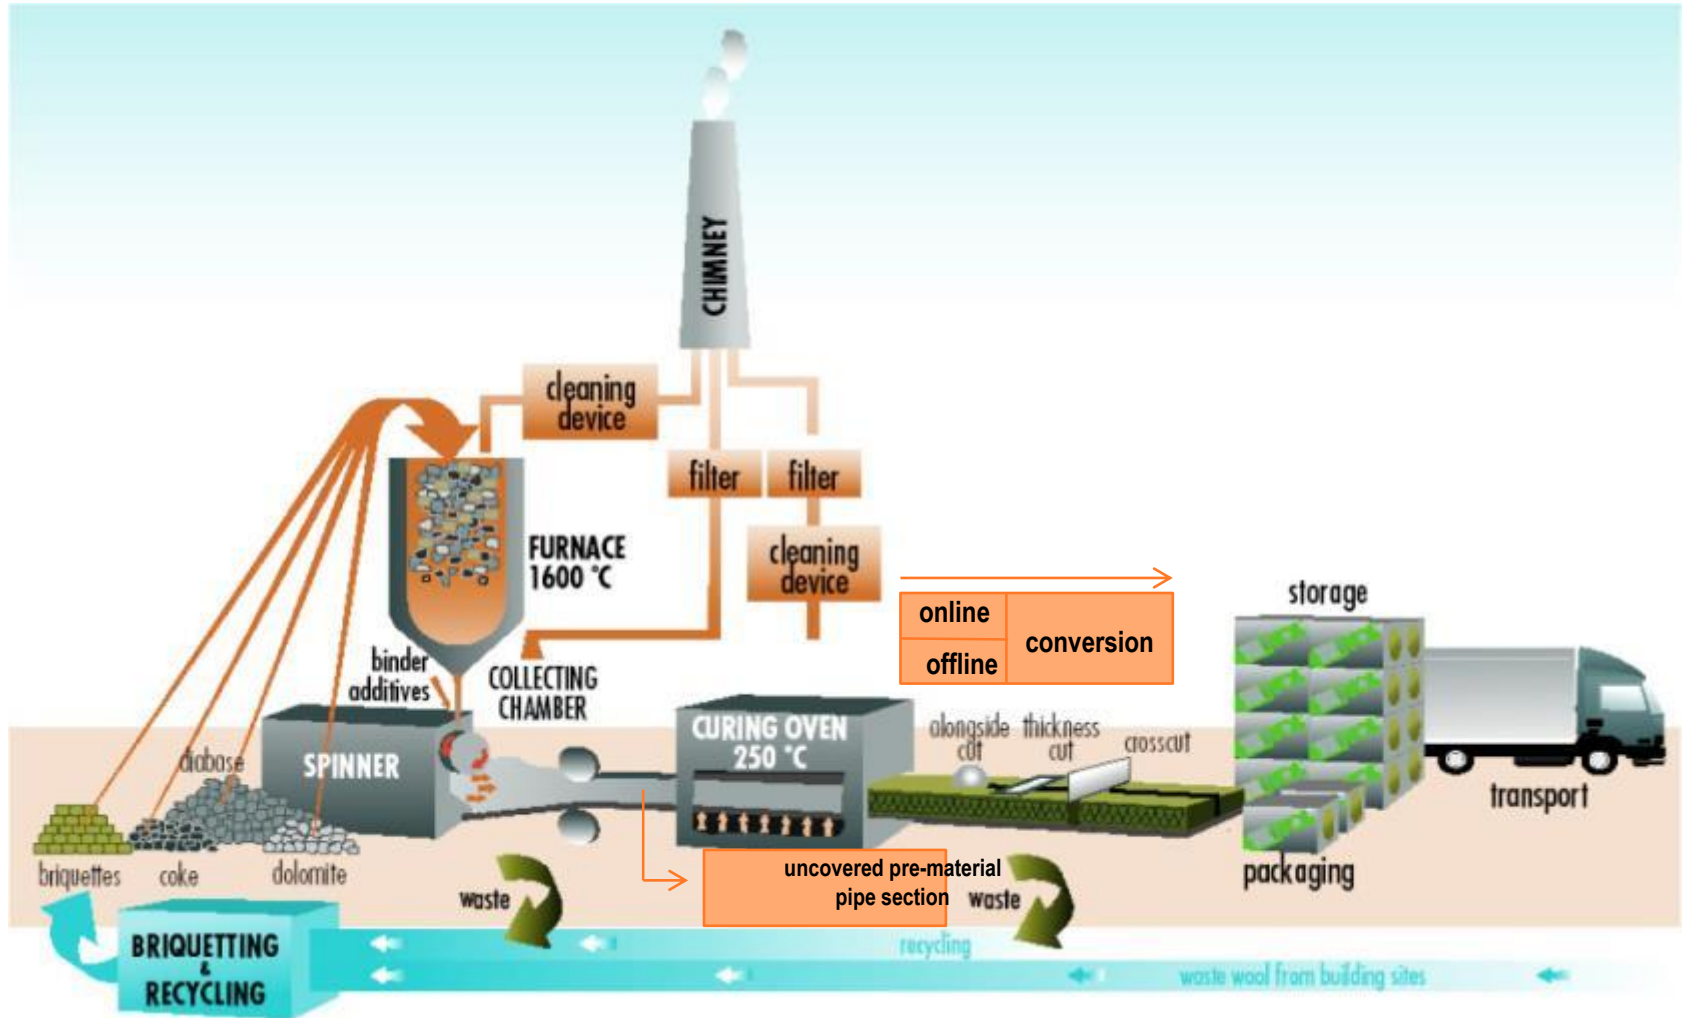 CHIMNEY
cleaning
device
filter
filter
cleaning
device
FURNACE
1600 °C
binder
additives
COLLECTING
CHAMBER
online
offline
conversion
storage
SPINNER
CURING OVEN
250 °C
alongside
cut
thickness
cut
crosscut
transport
packaging
diabase
briquettes
coke
dolomite
waste
uncovered pre-material
pipe section
waste
BRIQUETTING
&
RECYCLING
recycling
waste wool from building sites